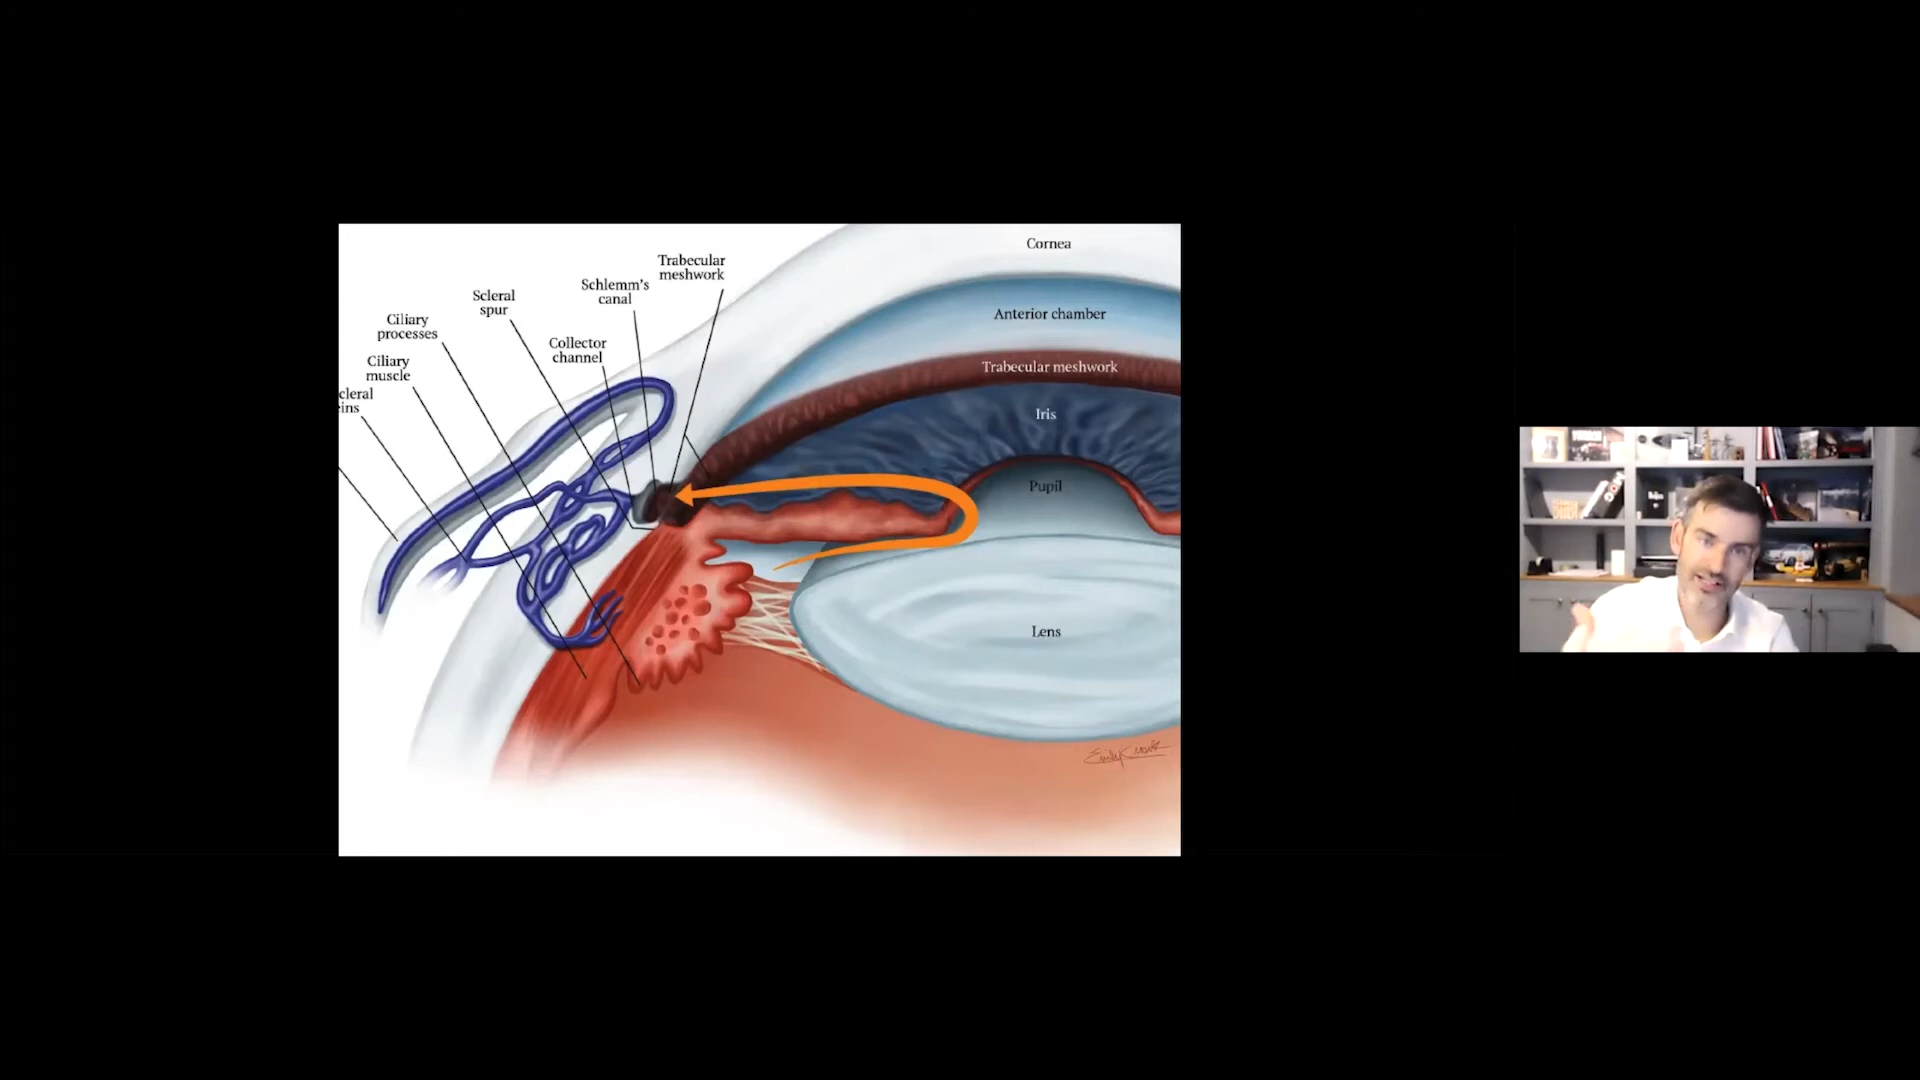 Cornea
Trabecular
meshwork
Schlemm's
canal
Scleral
spur
Anterior chamber
Ciliary
processes
Collector
channel
Ciliary
muscle
Trabecular meshwork
cleral
eins
Iris
Pupil
Lens